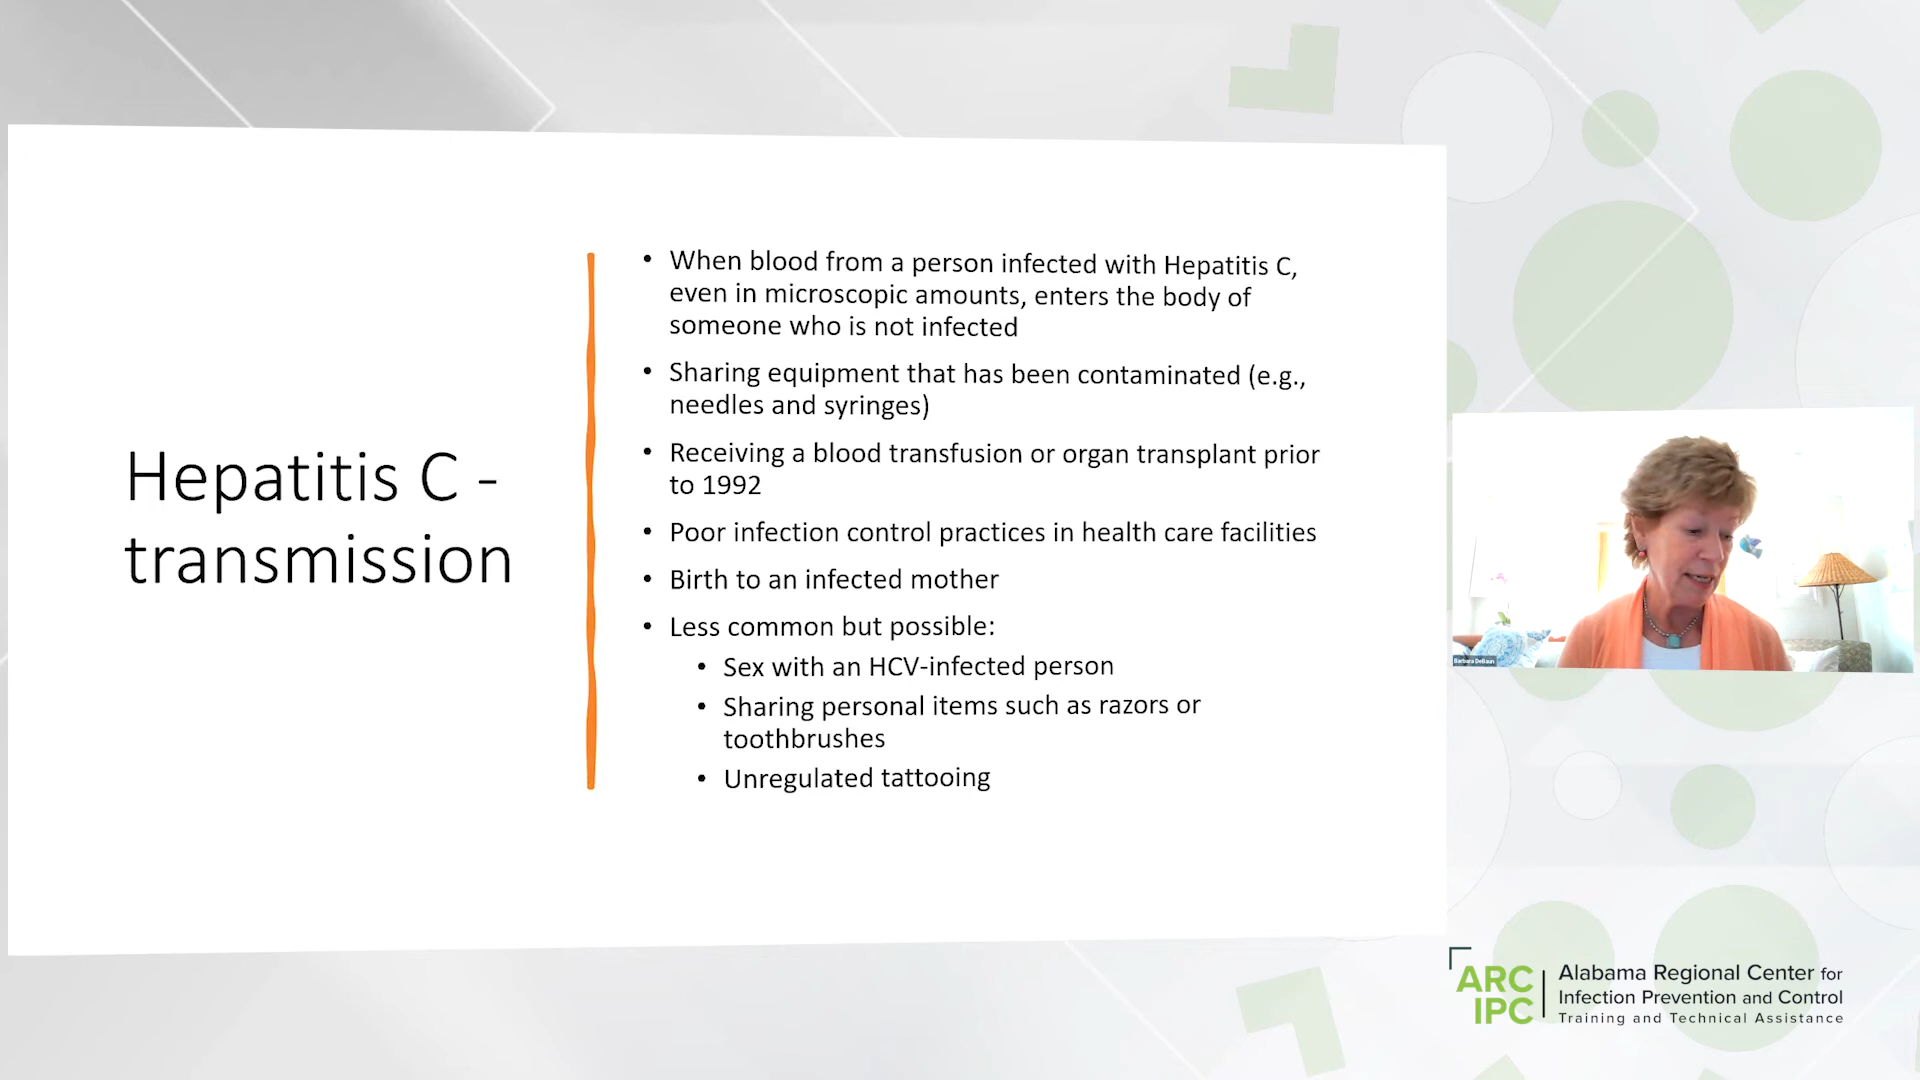 Hepatitis C -
transmission
• When blood from a person infected with Hepatitis C,
even in microscopic amounts, enters the body of
someone who is not infected
• Sharing equipment that has been contaminated (e.g.,
needles and syringes)
• Receiving a blood transfusion or organ transplant prior
to 1992
• Poor infection control practices in health care facilities
• Birth to an infected mother
• Less common but possible:
• Sex with an HCV-infected person
• Sharing personal items such as razors or
toothbrushes
• Unregulated tattooing
Barbara DeBaun
ARC
IPC
Alabama Regional Center for
Infection Prevention and Control
Training and Technical Assistance